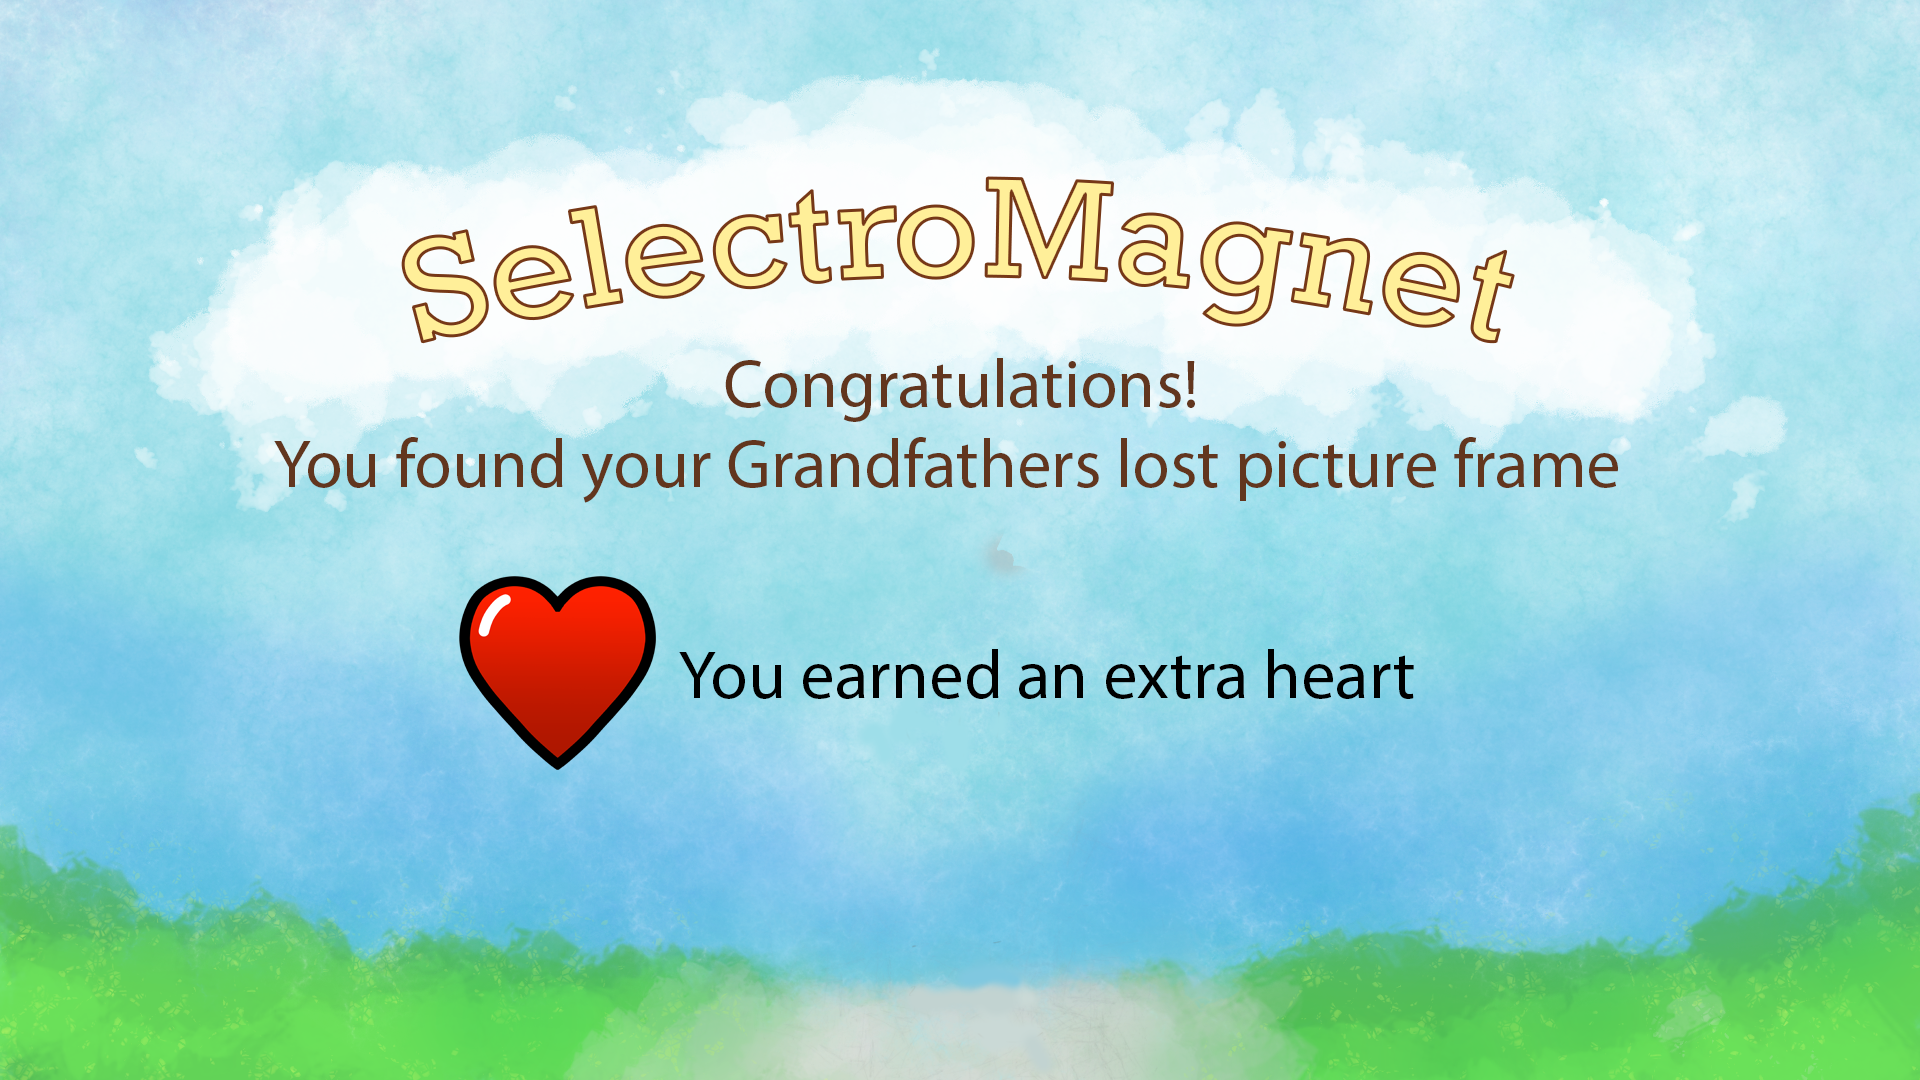 SelectroMagnet
Congratulations!
You found your Grandfathers lost picture frame
You earned an extra heart